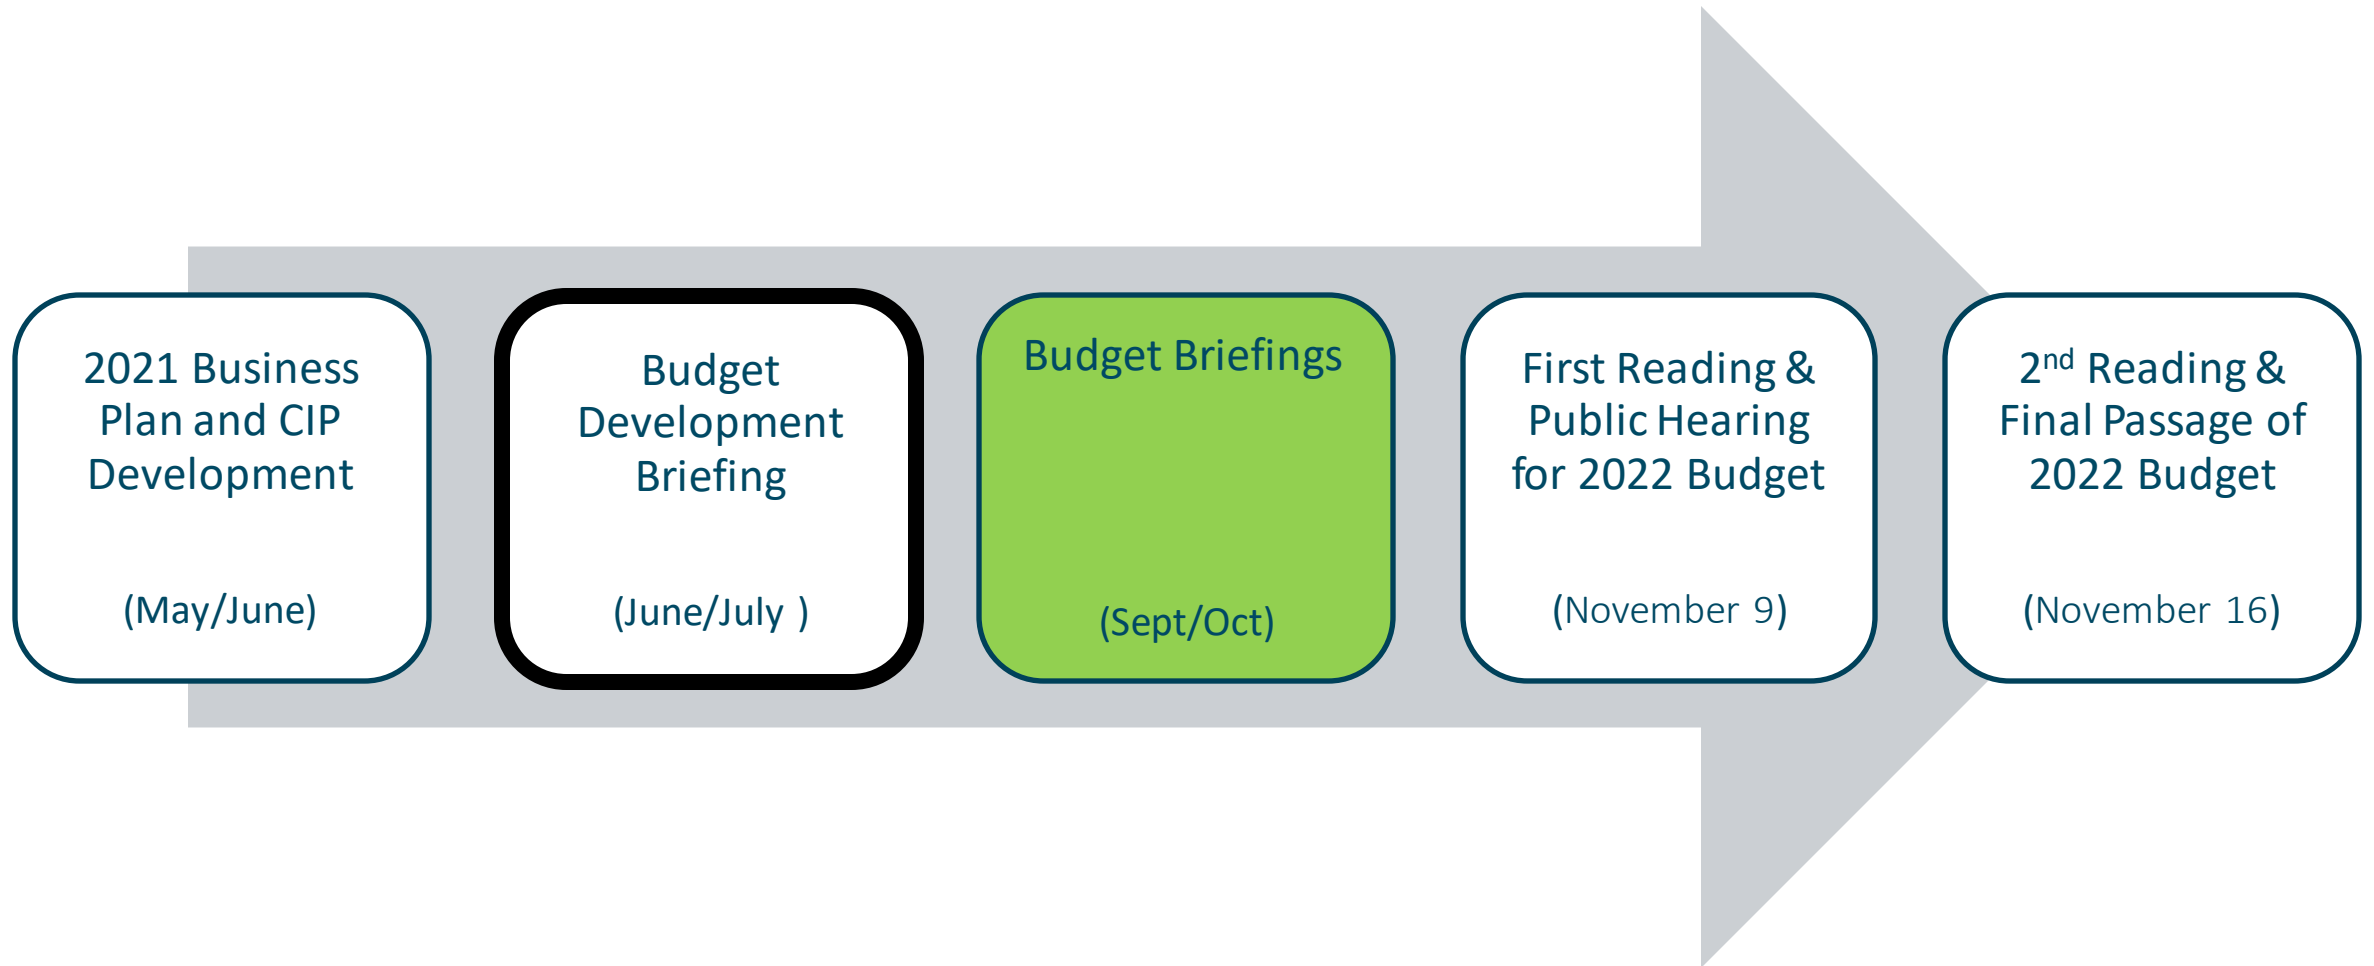 2021 Business
Plan and CIP
Development
(May/June)
Budget
Development
Briefing
(June/July )
Budget Briefings
(Sept/Oct)
First Reading &
Public Hearing
for 2022 Budget
(November 9)
2nd Reading &
Final Passage of
2022 Budget
(November 16)